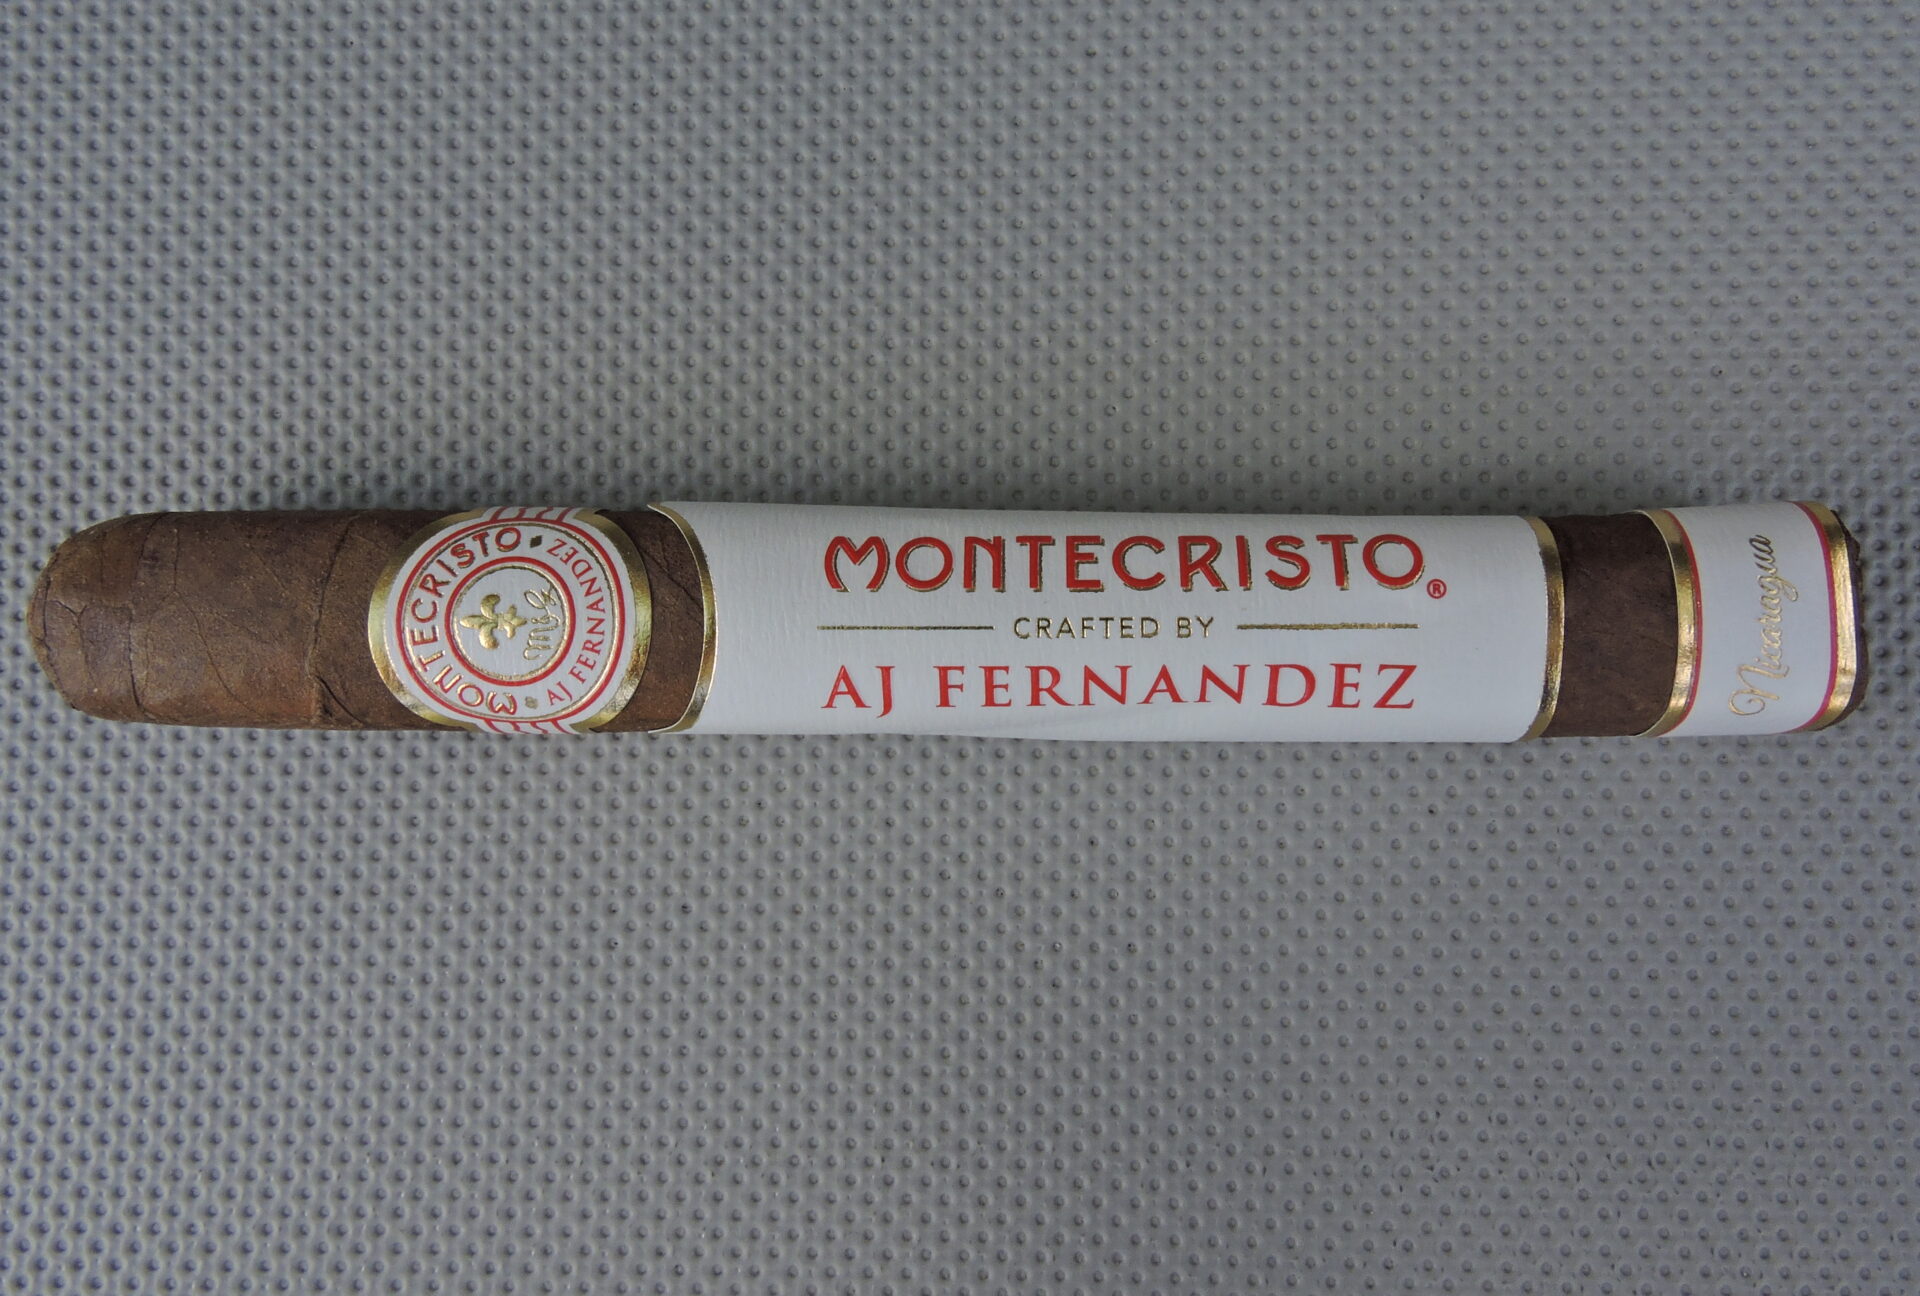 MONTECRISTO · AJ FERNANDEZ
MONTECRISTO®
CRAFTED BY
AJ FERNANDEZ
Nicaragua